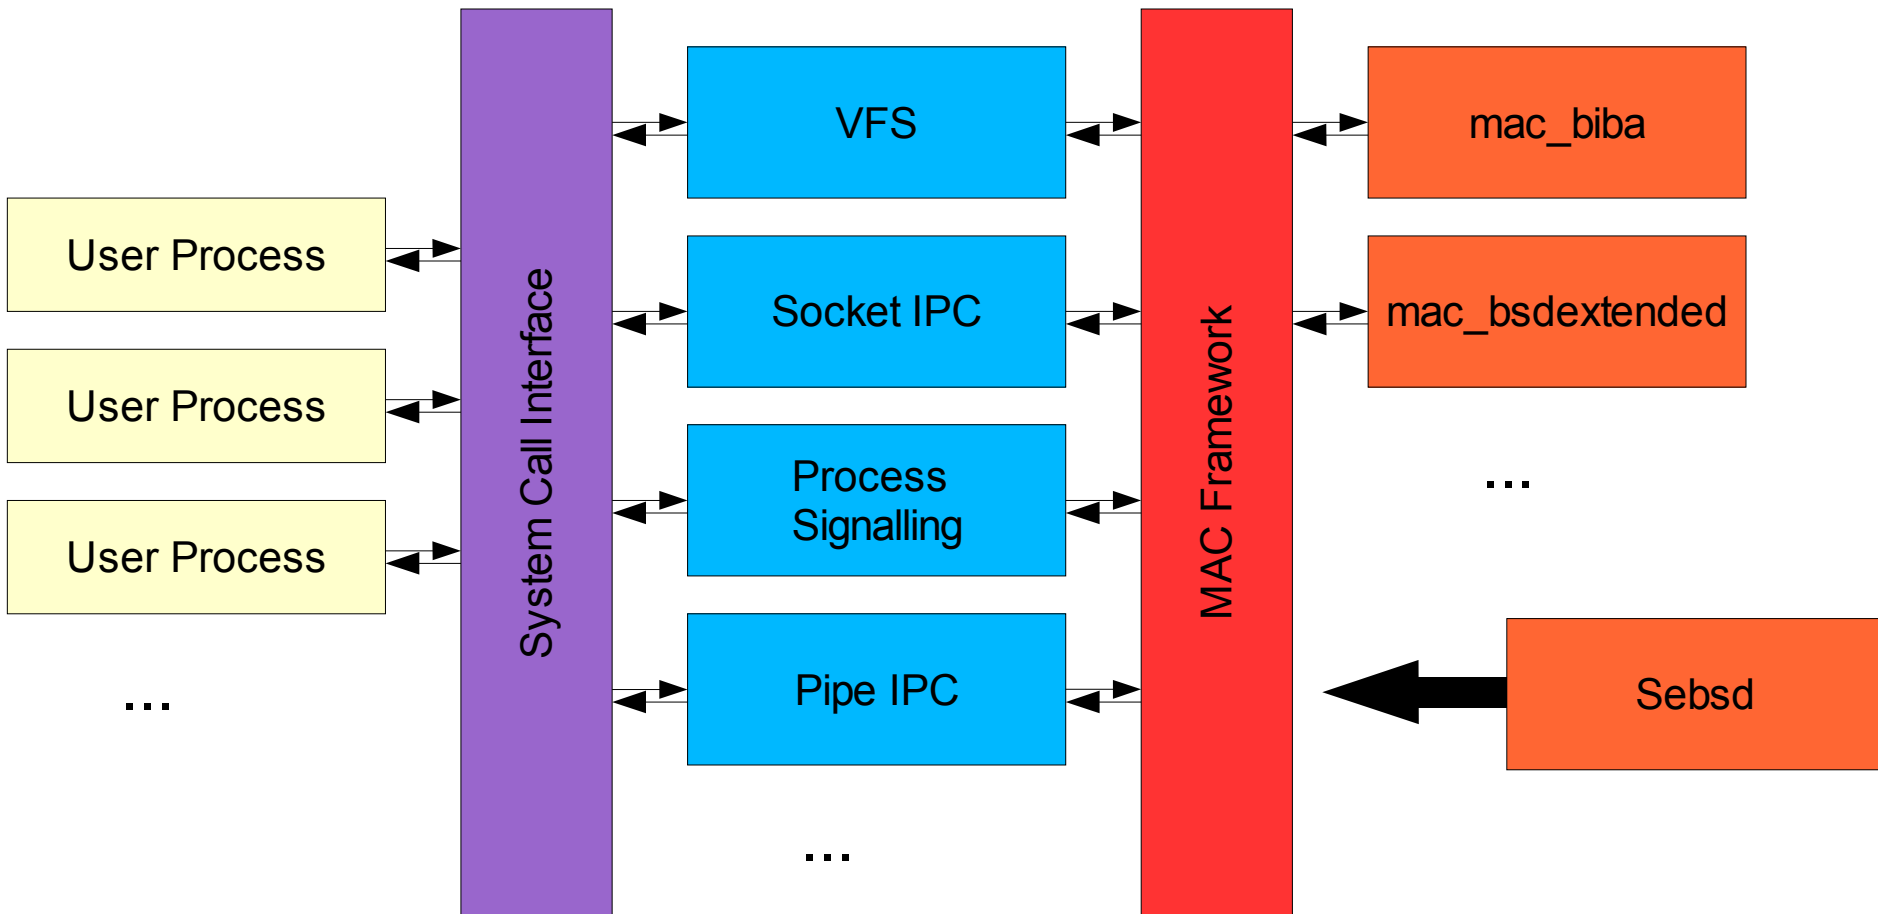 User Process
User Process
User Process
...
System Call Interface
VFS
Socket IPC
Process
Signalling
Pipe IPC
...
MAC Framework
mac_biba
mac_bsdextended
...
Sebsd